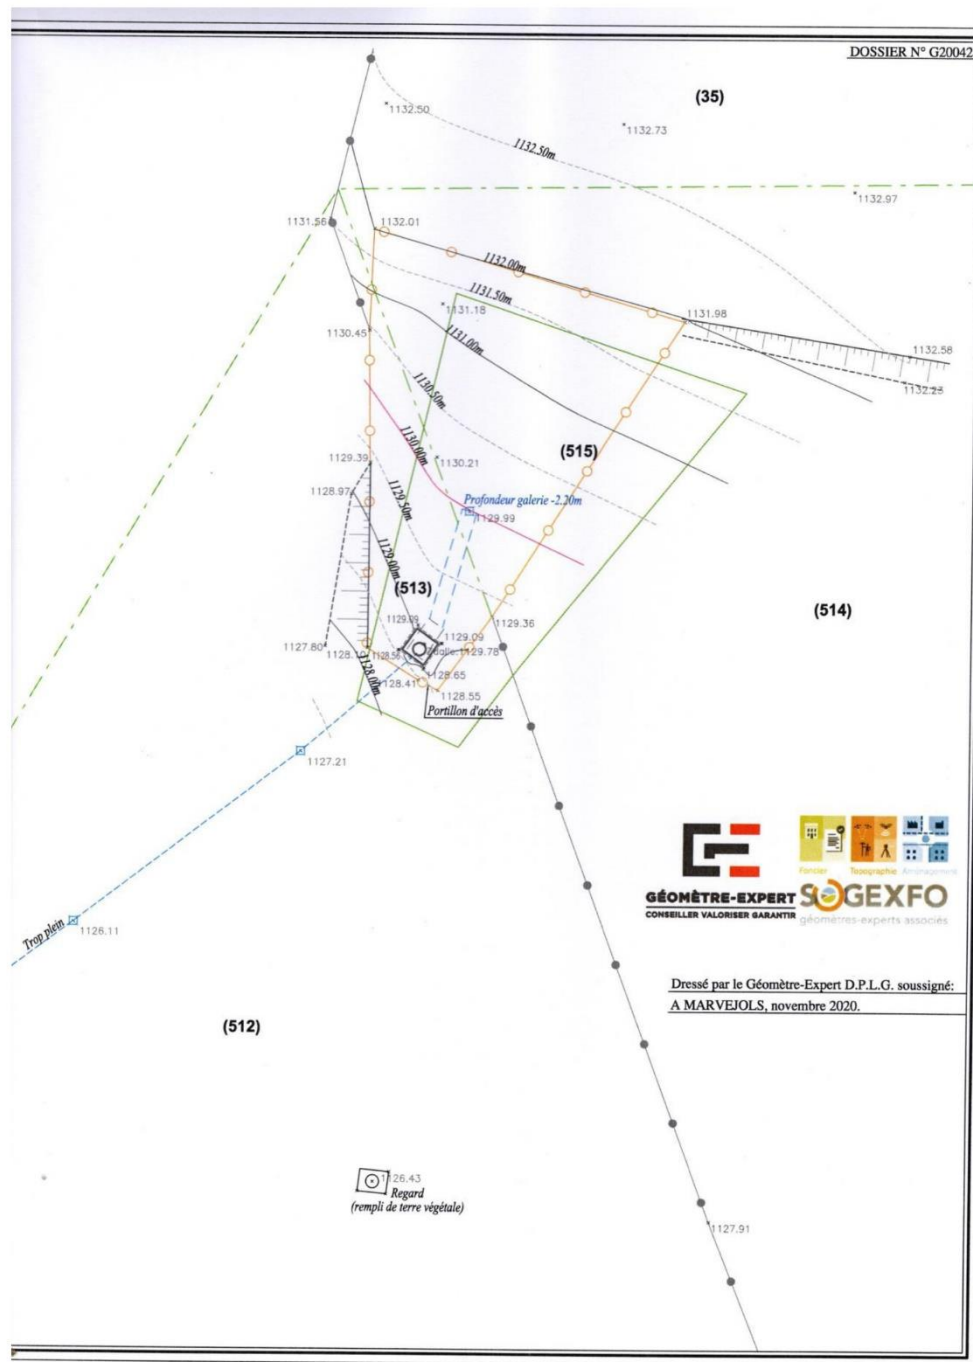 DOSSIER N° G20042
(35)
1132.50
1132.73
1132.50m
1132.97
1131.56
1132.01
1132.00m
1131.50m
1131.18
1131.98
1130.45
1131.00m
1132.58
1132.23
1130.50m
1130.00m
(515)
1129.39
1130.21
1128.97
1129.50m
Profondeur galerie -2.20m
1129.99
1129.00m
(513)
(514)
1129.09
1129.36
1129.09
1127.80
Dalle:1129.78
1128.00m
1128.65
1128.41
1128.55
Portillon d'accès
1127.21
Foncier Topographie Aménagement
GÉOMÈTRE-EXPERT
CONSEILLER VALORISER GARANTIR
SOGEXFO
géomètres-experts associés
Trop plein
1126.11
Dressé par le Géomètre-Expert D.P.L.G. soussigné:
A MARVEJOLS, novembre 2020.
(512)
1126.43
Regard
(rempli de terre végétale)
1127.91